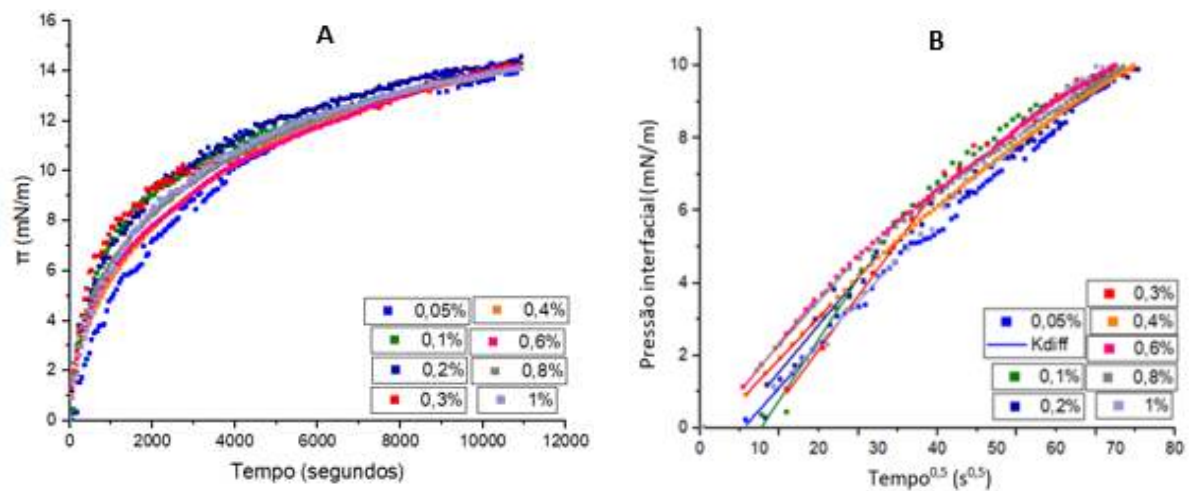 A
16
14
12
10
8
6
4
2
0
π (mN/m)
0,05% 0,4%
0,1% 0,6%
0,2% 0,8%
0,3% 1%
0 2000 4000 6000 8000 10000 12000
Tempo (segundos)
B
10
8
6
4
2
0
Pressão interfacial (mN/m)
0,3%
0,05% 0,4%
Kdiff 0,6%
0,1% 0,8%
0,2% 1%
0 10 20 30 40 50 60 70 80
Tempo⁰,⁵ (s⁰,⁵)